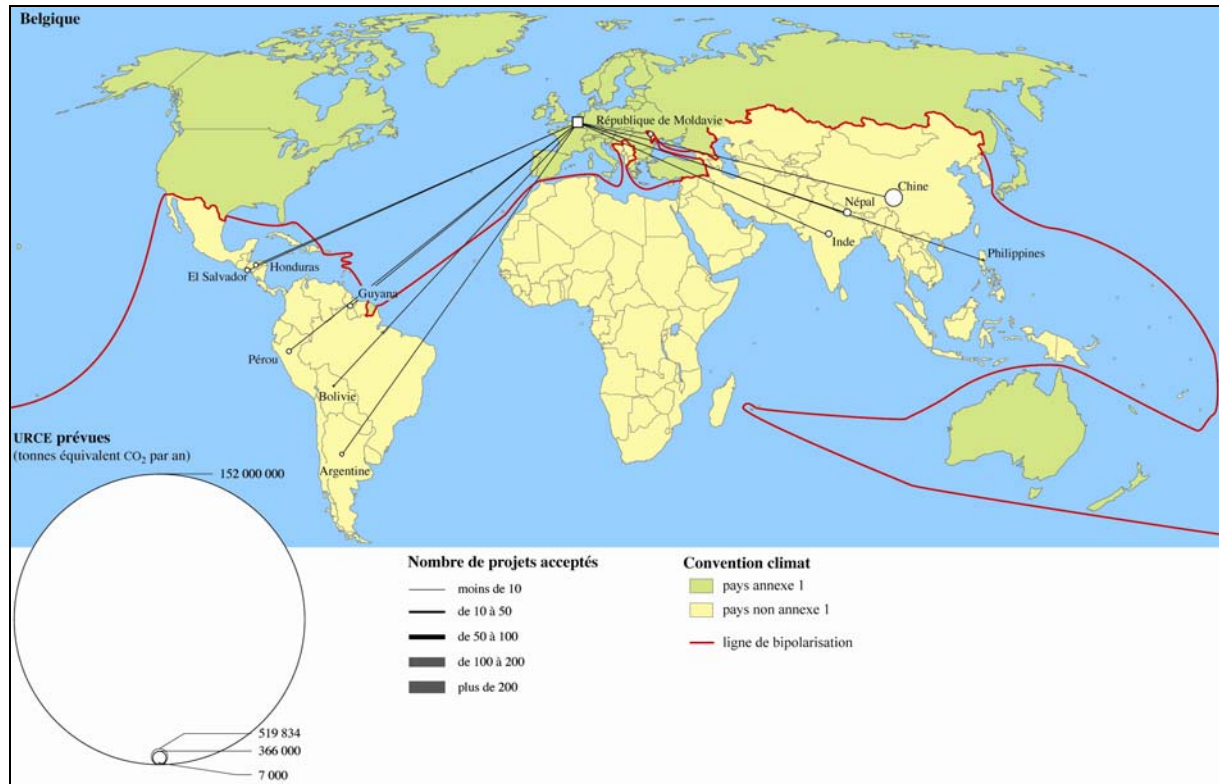 Belgique
République de Moldavie
Chine
Népal
Inde
Philippines
Honduras
El Salvador
Guyana
Pérou
Bolivie
Argentine
URCE prévues
(tonnes équivalent CO₂ par an)
152 000 000
519 834
366 000
7 000
Nombre de projets acceptés
moins de 10
de 10 à 50
de 50 à 100
de 100 à 200
plus de 200
Convention climat
pays annexe 1
pays non annexe 1
ligne de bipolarisation